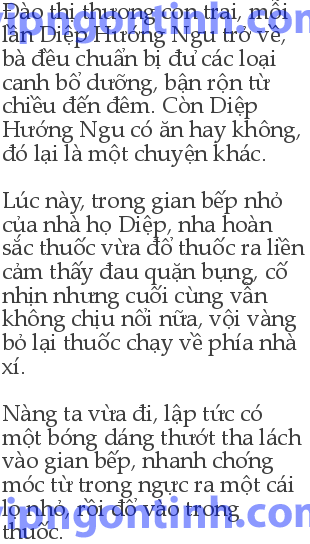 Đào thị thương con trai, mỗi
lần Diệp Hướng Ngu trở về,
bà đều chuẩn bị đủ các loại
canh bổ dưỡng, bận rộn từ
chiều đến đêm. Còn Diệp
Hướng Ngu có ăn hay không,
đó lại là một chuyện khác.
Lúc này, trong gian bếp nhỏ
của nhà họ Diệp, nha hoàn
sắc thuốc vừa đổ thuốc ra liền
cảm thấy đau quặn bụng, cố
nhịn nhưng cuối cùng vẫn
không chịu nổi nữa, vội vàng
bỏ lại thuốc chạy về phía nhà
xí.
Nàng ta vừa đi, lập tức có
một bóng dáng thướt tha lách
vào gian bếp, nhanh chóng
móc từ trong ngực ra một cái
lọ nhỏ, rồi đổ vào trong
thuốc.